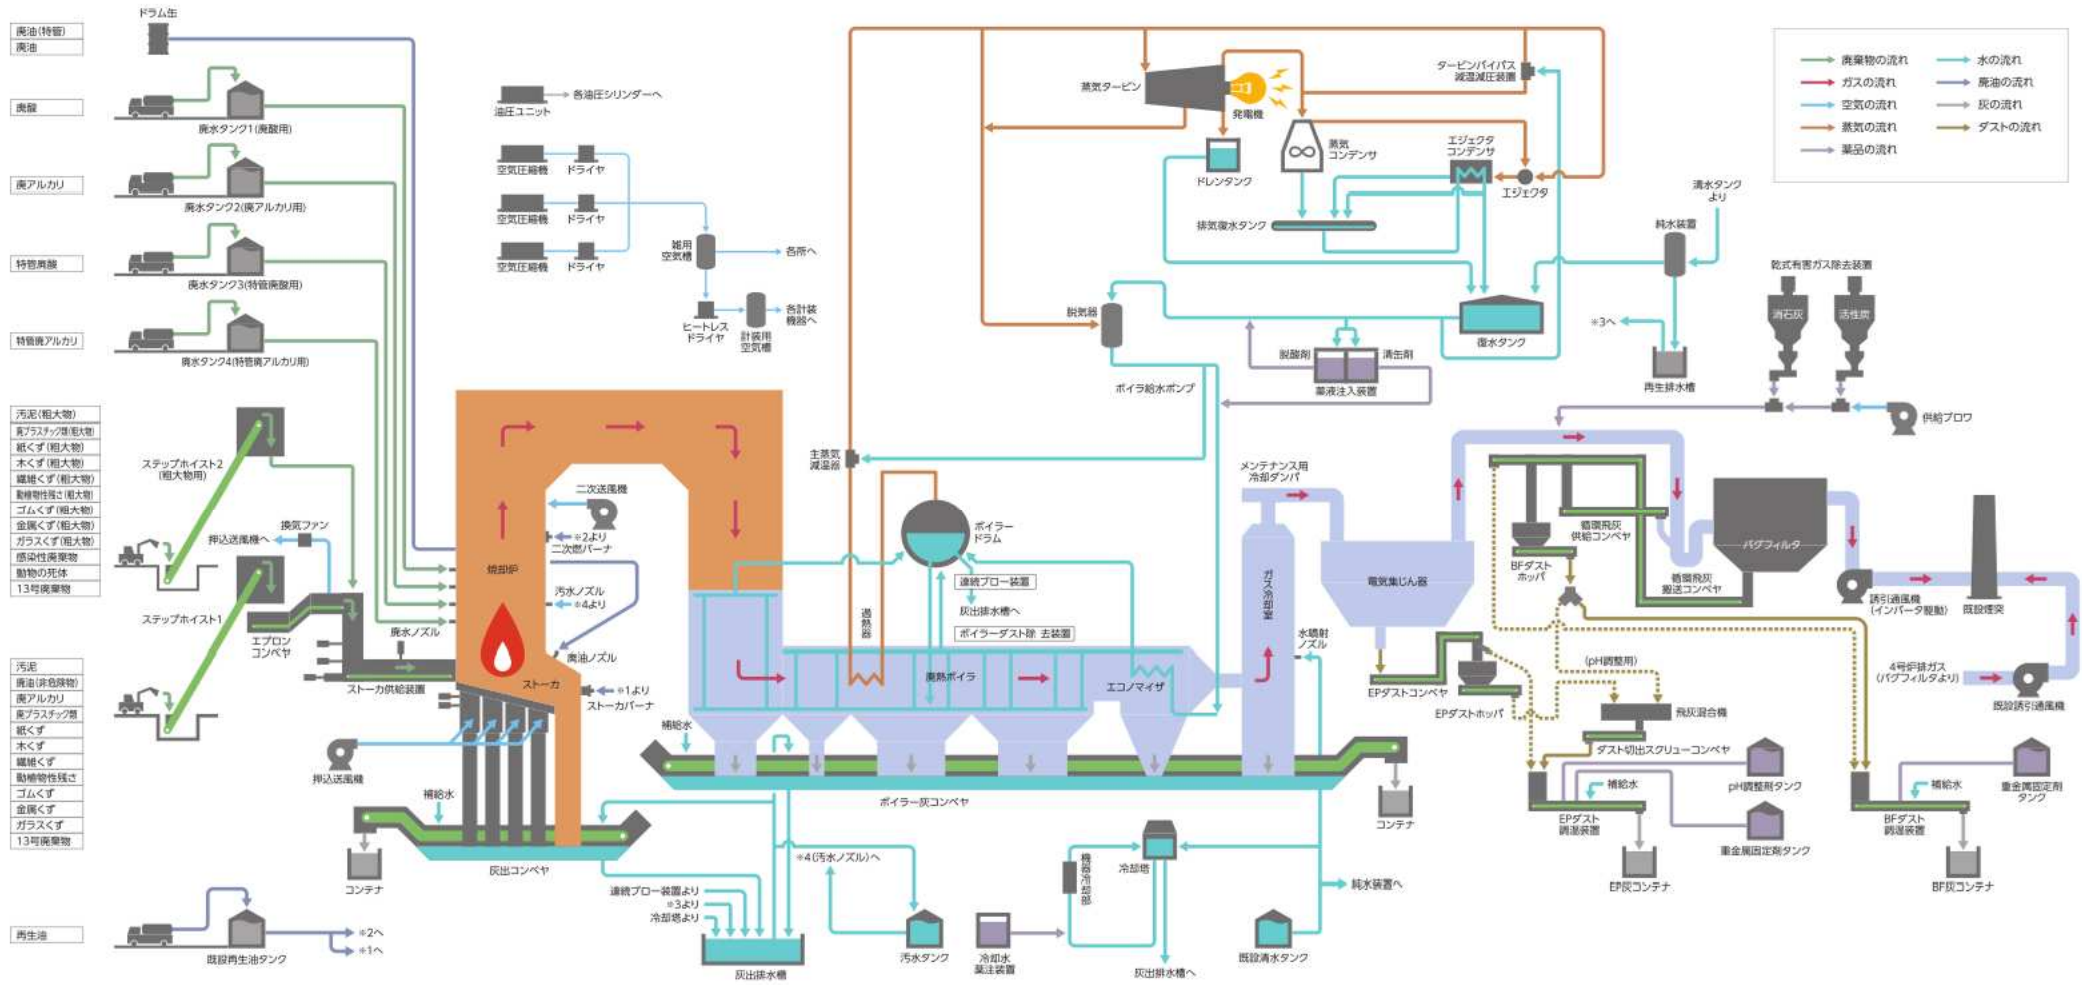 ドラム缶
廃油(特管)
廃油
廃酸
廃水タンク1(廃酸用)
廃アルカリ
廃水タンク2(廃アルカリ用)
特管廃酸
廃水タンク3(特管廃酸用)
特管廃アルカリ
廃水タンク4(特管廃アルカリ用)
汚泥(粗大物)
廃プラスチック類(粗大物)
紙くず(粗大物)
木くず(粗大物)
繊維くず(粗大物)
動植物性残さ(粗大物)
ゴムくず(粗大物)
金属くず(粗大物)
ガラスくず(粗大物)
感染性廃棄物
動物の死体
13号廃棄物
ステップホイスト2
(粗大物用)
換気ファン
押込送風機へ
ステップホイスト1
エプロン
コンベヤ
廃水ノズル
ストーカ供給装置
汚泥
廃油(非危険物)
廃アルカリ
廃プラスチック類
紙くず
木くず
繊維くず
動植物性残さ
ゴムくず
金属くず
ガラスくず
13号廃棄物
再生油
既設再生油タンク
※2へ
※1へ
油圧ユニット
各油圧シリンダーへ
空気圧縮機
ドライヤ
空気圧縮機
ドライヤ
空気圧縮機
ドライヤ
雑用
空気槽
各所へ
ヒートレス
ドライヤ
計装用
空気槽
各計装
機器へ
焼却炉
二次送風機
※2より
二次燃バーナ
汚水ノズル
※4より
廃油ノズル
ストーカ
※1より
ストーカバーナ
押込送風機
補給水
コンテナ
灰出コンベヤ
蒸気タービン
発電機
タービンバイパス
減温減圧装置
ドレンタンク
蒸気
コンデンサ
エジェクタ
コンデンサ
エジェクタ
排気復水タンク
脱気器
復水タンク
脱酸剤
清缶剤
薬液注入装置
ボイラ給水ポンプ
主蒸気
減温器
ボイラー
ドラム
連続ブロー装置
灰出排水槽へ
ボイラーダスト除 去装置
過熱器
廃熱ボイラ
エコノマイザ
補給水
ボイラー灰コンベヤ
コンテナ
連続ブロー装置より
※3より
冷却塔より
灰出排水槽
※4(汚水ノズル)へ
汚水タンク
冷却水
薬注装置
機器冷却部
冷却塔
灰出排水槽へ
既設清水タンク
純水装置へ
メンテナンス用
冷却ダンパ
ガス冷却室
水噴射
ノズル
電気集じん器
EPダストコンベヤ
EPダストホッパ
清水タンク
より
純水装置
※3へ
再生排水槽
乾式有害ガス除去装置
消石灰
活性炭
供給ブロワ
循環飛灰
供給コンベヤ
BFダスト
ホッパ
循環飛灰
搬送コンベヤ
バグフィルタ
誘引通風機
(インバータ駆動)
既設煙突
4号炉排ガス
(バグフィルタより)
既設誘引通風機
(pH調整用)
飛灰混合機
ダスト切出スクリューコンベヤ
補給水
EPダスト
調湿装置
pH調整剤タンク
重金属固定剤タンク
EP灰コンテナ
補給水
BFダスト
調湿装置
重金属固定剤
タンク
BF灰コンテナ
廃棄物の流れ
ガスの流れ
空気の流れ
蒸気の流れ
薬品の流れ
水の流れ
廃油の流れ
灰の流れ
ダストの流れ